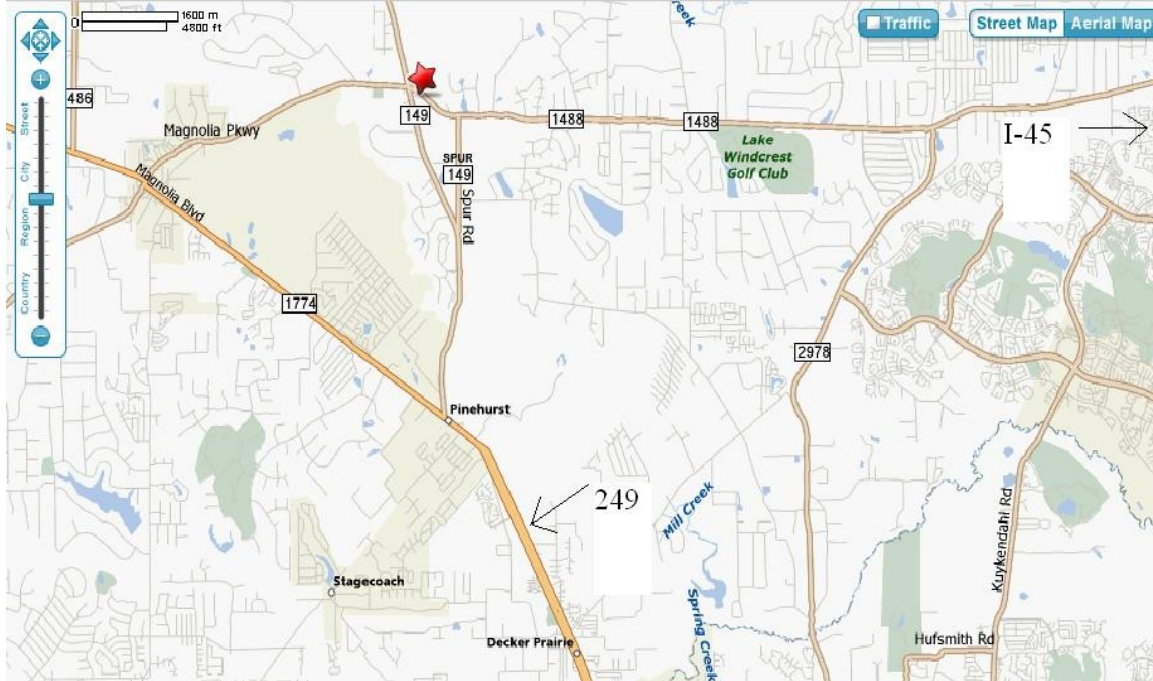 1600 m
4800 ft
Creek
Traffic
Street Map
Aerial Map
486
Magnolia Pkwy
149
1488
1488
Lake
Windcrest
Golf Club
I-45
SPUR
149
Spur Rd
Magnolia Blvd
Street
City
Region
Country
1774
2978
Pinehurst
249
Mill Creek
Kuykendahl Rd
Stagecoach
Spring Creek
Decker Prairie
Hufsmith Rd